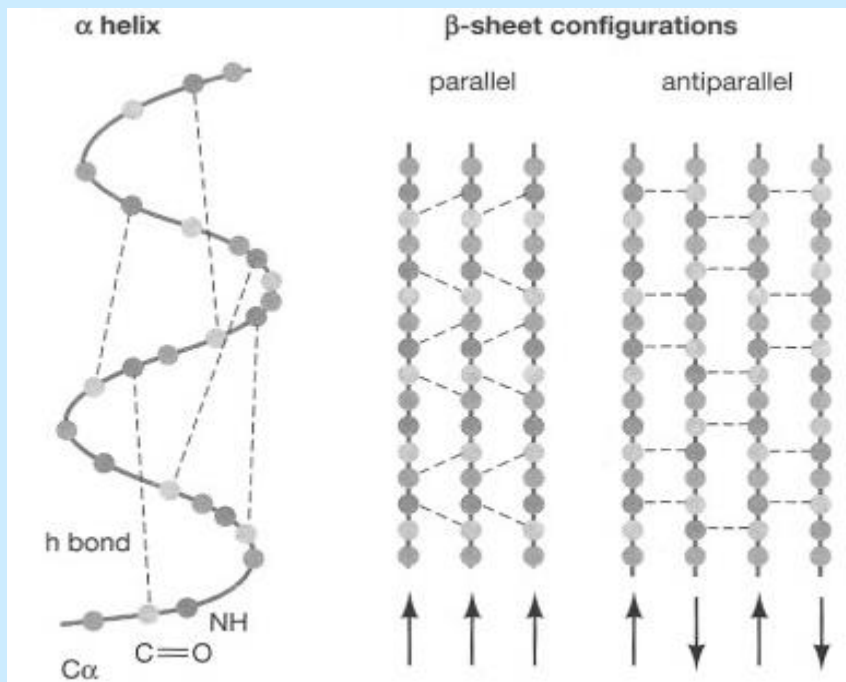 α helix
β-sheet configurations
parallel
antiparallel
h bond
NH
C=O
Cα